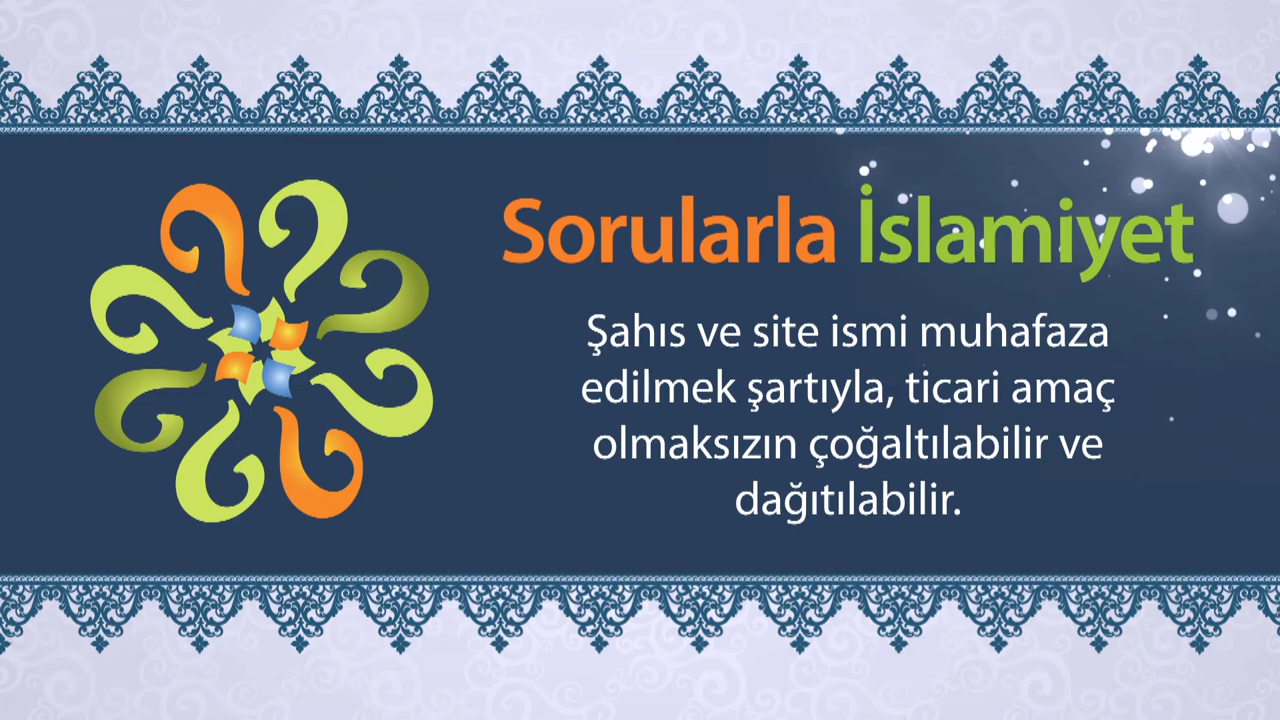 Sorularla İslamiyet
Şahıs ve site ismi muhafaza
edilmek şartıyla, ticari amaç
olmaksızın çoğaltılabilir ve
dağıtılabilir.